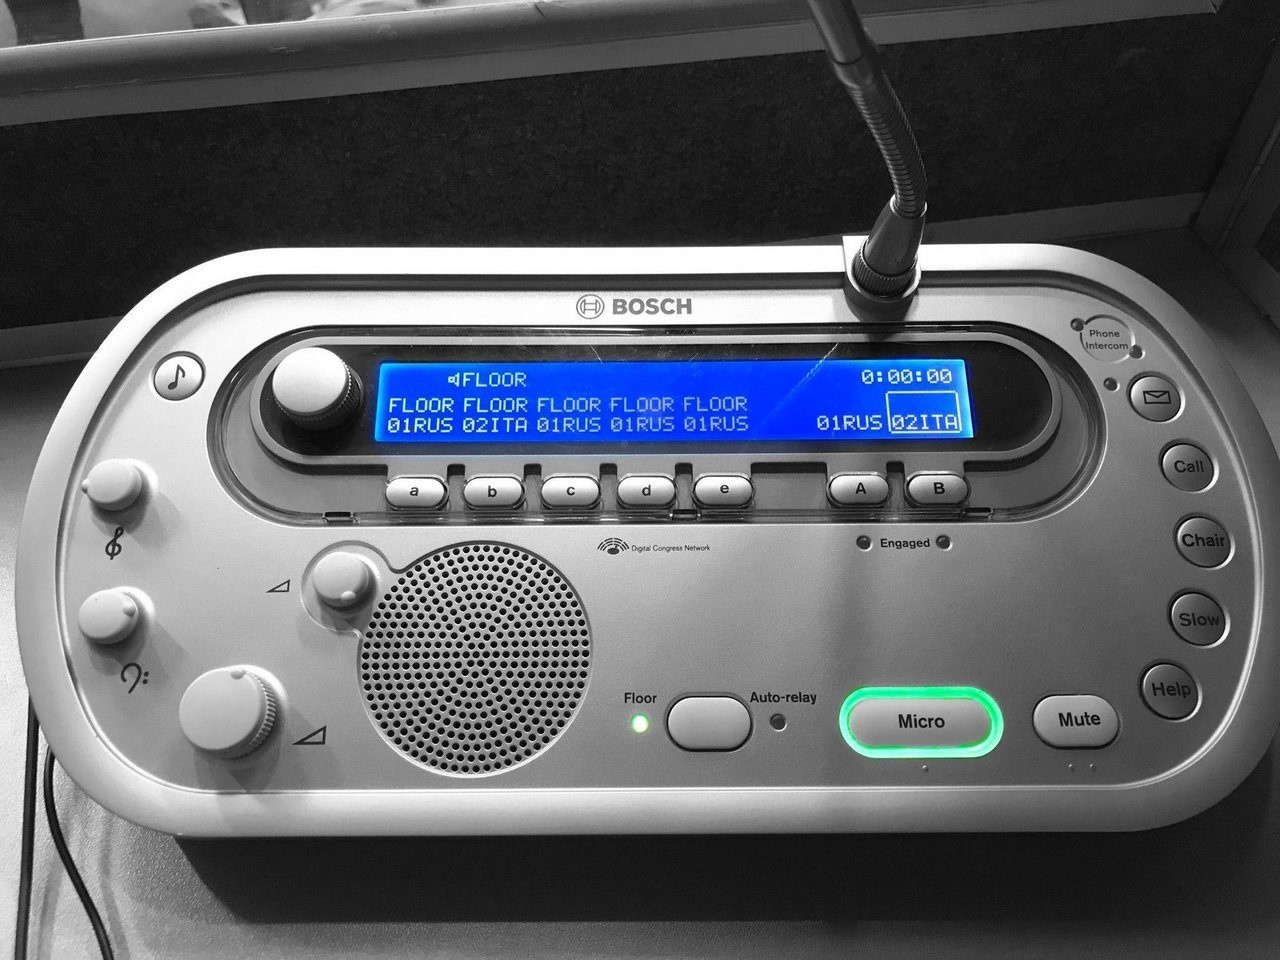 BOSCH
Phone
Intercom
FLOOR 0:00:00
FLOOR FLOOR FLOOR FLOOR FLOOR
01RUS 02ITA 01RUS 01RUS 01RUS 01RUS 02ITA
a b c d e A B
Call
Digital Congress Network
Engaged
Chair
Slow
Help
Floor Auto-relay
Micro Mute